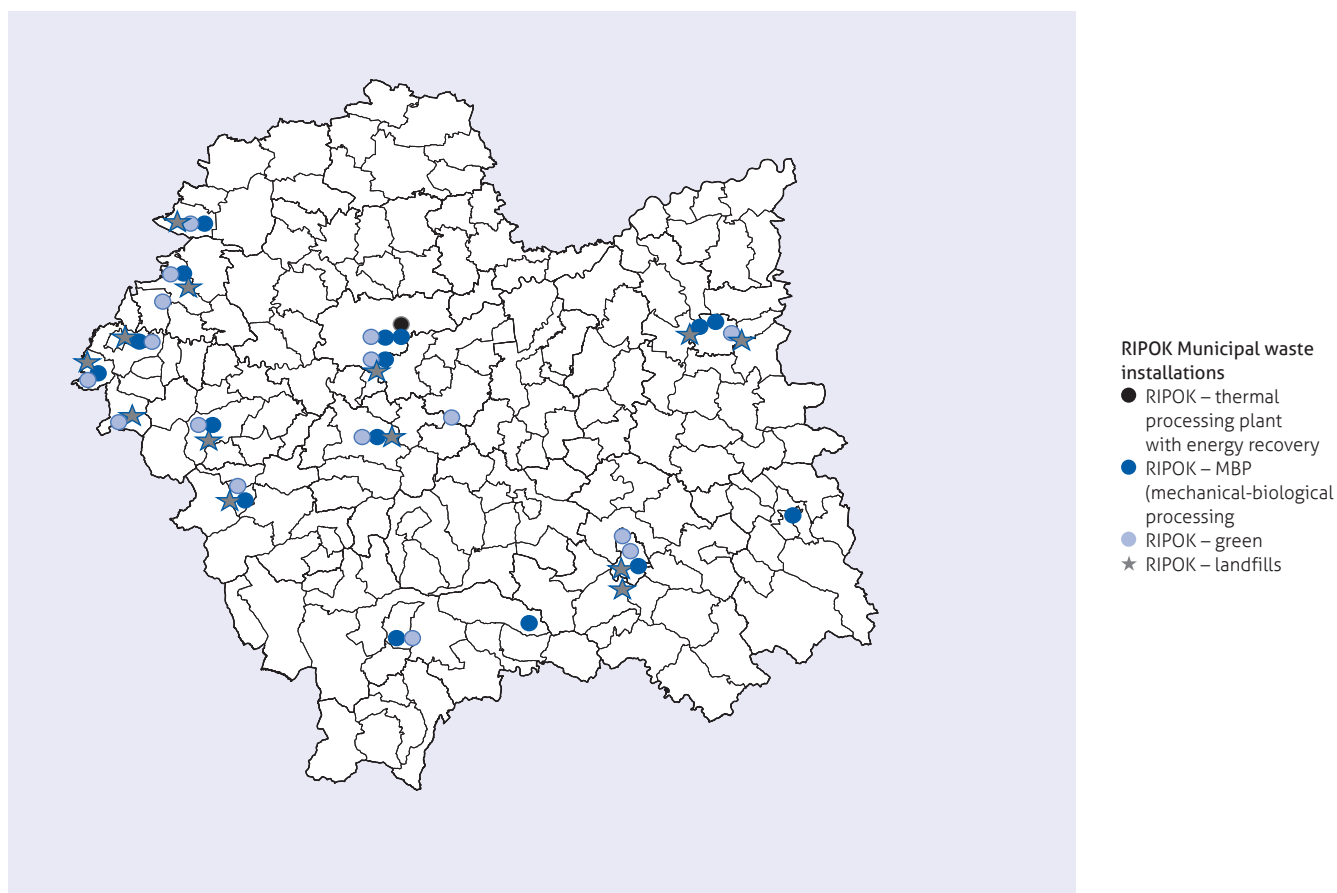 RIPOK Municipal waste
installations
RIPOK – thermal
processing plant
with energy recovery
RIPOK – MBP
(mechanical-biological
processing
RIPOK – green
RIPOK – landfills